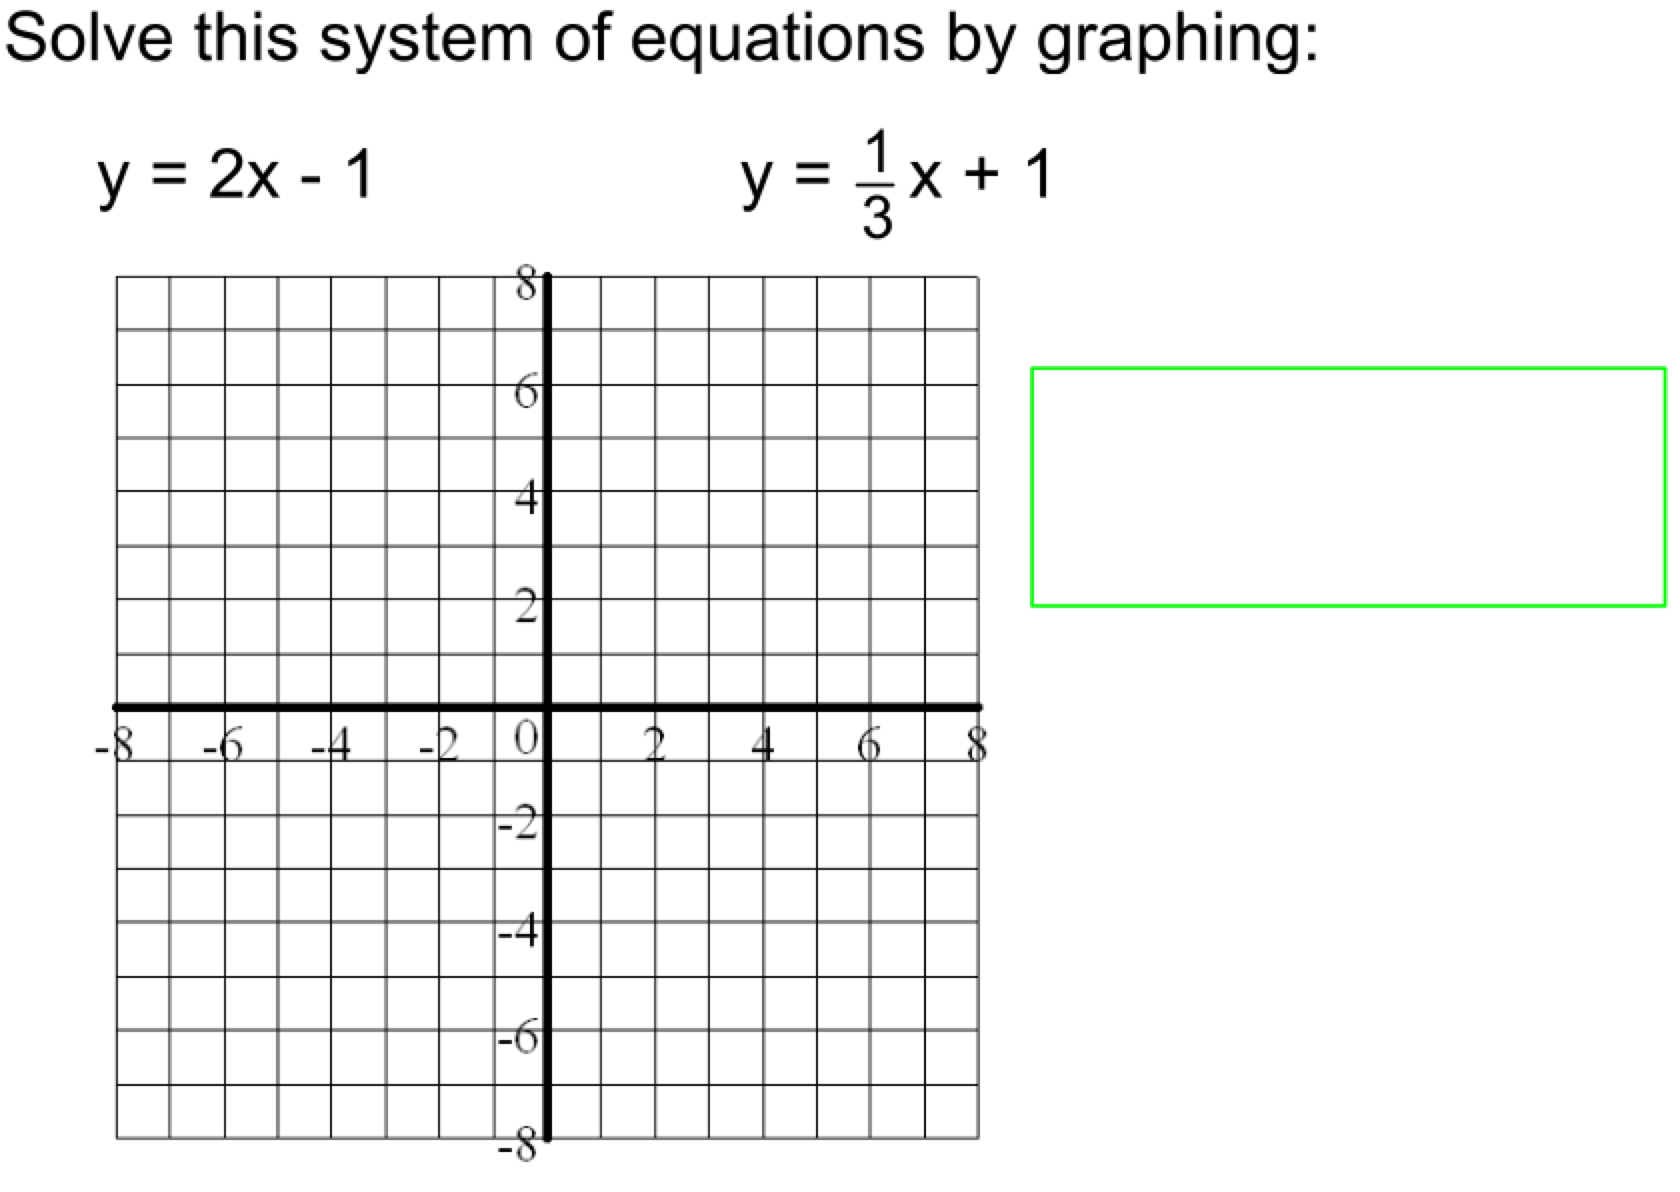 Solve this system of equations by graphing:
y = 2x - 1 y = 1/3 x + 1
8
6
4
2
-8 -6 -4 -2 0 2 4 6 8
-2
-4
-6
-8